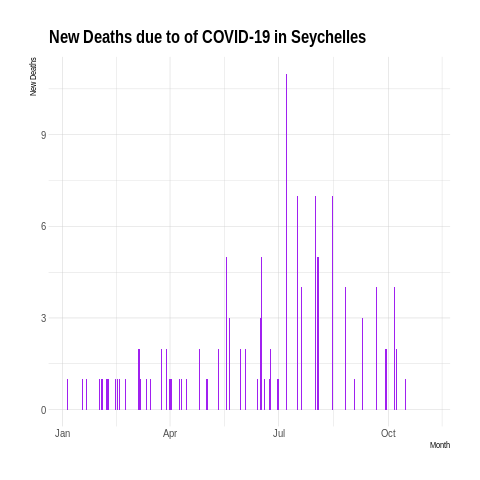 New Deaths due to of COVID-19 in Seychelles
New Deaths
9
6
3
0
Jan Apr Jul Oct
Month